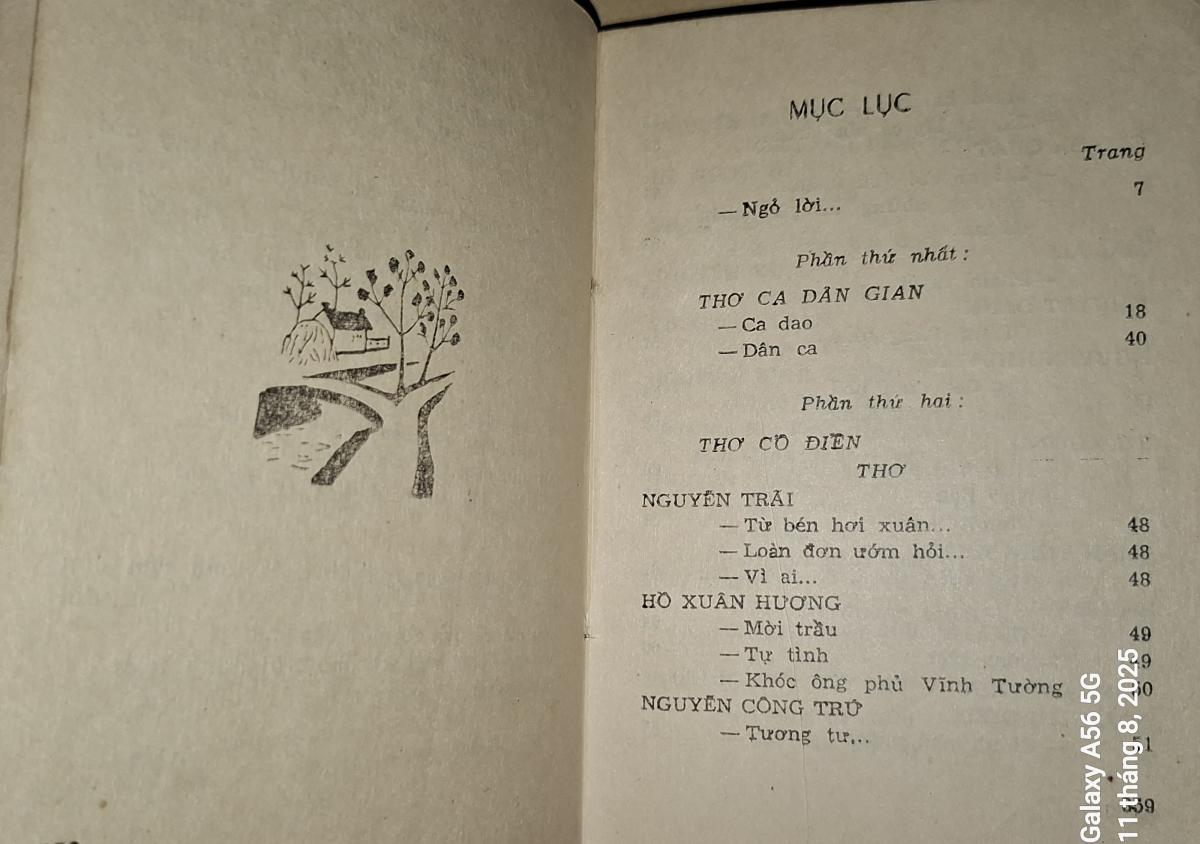 MỤC LỤC
Trang
— Ngỏ lời... 7
Phần thứ nhất :
THƠ CA DÂN GIAN
— Ca dao 18
— Dân ca 40
Phần thứ hai :
THƠ CỔ ĐIỂN
THƠ
NGUYỄN TRÃI
— Từ bén hơi xuân... 48
— Loàn đơn ướm hỏi... 48
— Vì ai... 48
HỒ XUÂN HƯƠNG
— Mời trầu 49
— Tự tình 49
— Khóc ông phủ Vĩnh Tường 50
NGUYỄN CÔNG TRỨ
— Tương tư... 51
Galaxy A56 5G
11 tháng 8, 2025